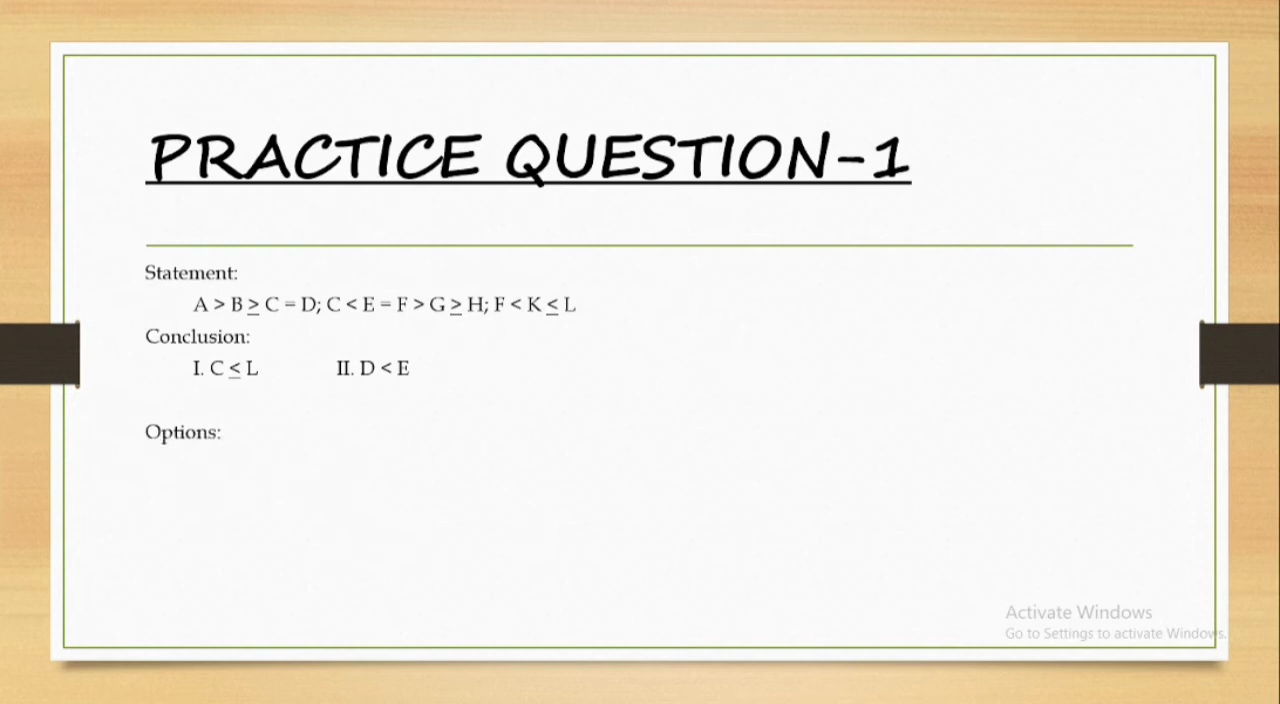 PRACTICE QUESTION-1
Statement:
A > B ≥ C = D; C < E = F > G ≥ H; F < K ≤ L
Conclusion:
I. C ≤ L II. D < E
Options:
Activate Windows
Go to Settings to activate Windows.